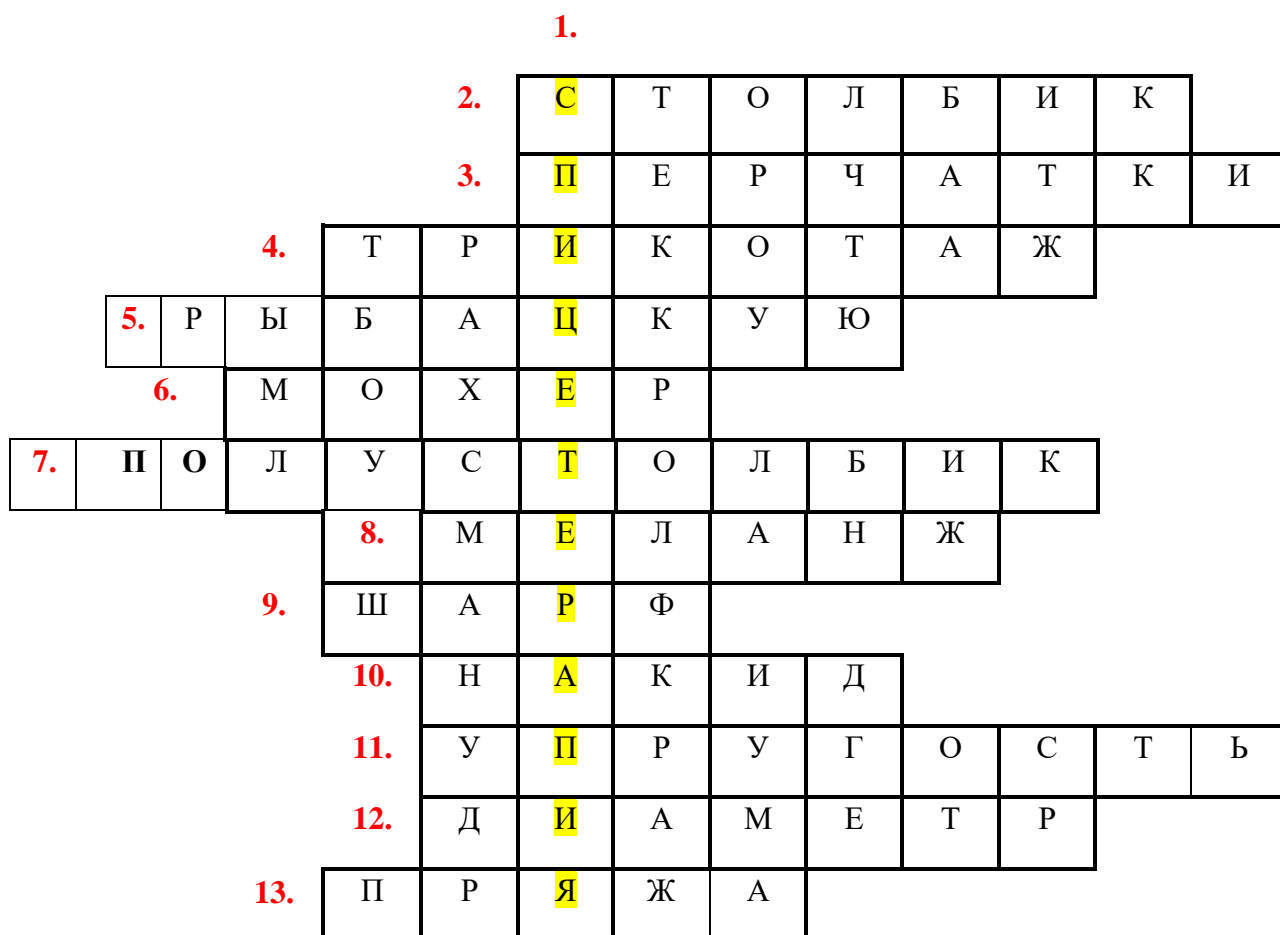 1.
2. С Т О Л Б И К
3. П Е Р Ч А Т К И
4. Т Р И К О Т А Ж
5. Р Ы Б А Ц К У Ю
6. М О Х Е Р
7. П О Л У С Т О Л Б И К
8. М Е Л А Н Ж
9. Ш А Р Ф
10. Н А К И Д
11. У П Р У Г О С Т Ь
12. Д И А М Е Т Р
13. П Р Я Ж А